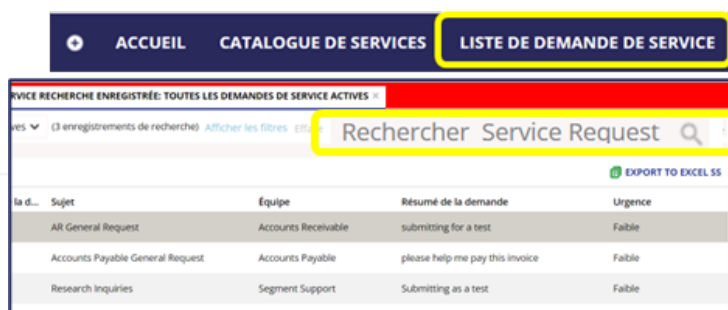 ACCUEIL CATALOGUE DE SERVICES LISTE DE DEMANDE DE SERVICE
RECHERCHE ENREGISTRÉE: TOUTES LES DEMANDES DE SERVICE ACTIVES ×
(3 enregistrements de recherche) Afficher les filtres Rechercher Service Request
EXPORT TO EXCEL SS
la d... Sujet Équipe Résumé de la demande Urgence
AR General Request Accounts Receivable submitting for a test Faible
Accounts Payable General Request Accounts Payable please help me pay this invoice Faible
Research Inquiries Segment Support Submitting as a test Faible